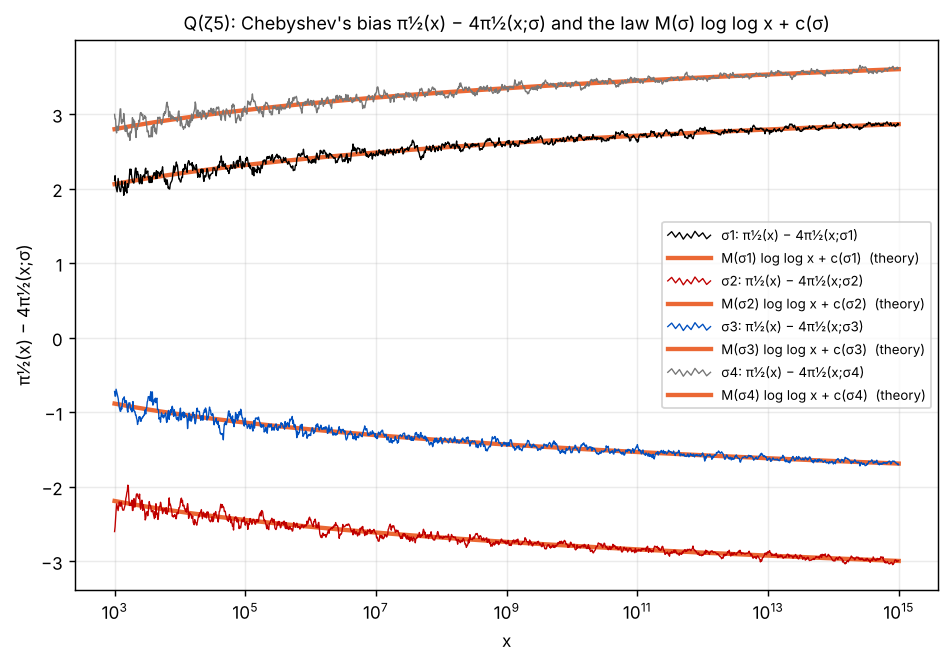 Q(ζ5): Chebyshev's bias π½(x) − 4π½(x;σ) and the law M(σ) log log x + c(σ)
π½(x) − 4π½(x;σ)
3
2
1
0
−1
−2
−3
σ1: π½(x) − 4π½(x;σ1)
M(σ1) log log x + c(σ1)  (theory)
σ2: π½(x) − 4π½(x;σ2)
M(σ2) log log x + c(σ2)  (theory)
σ3: π½(x) − 4π½(x;σ3)
M(σ3) log log x + c(σ3)  (theory)
σ4: π½(x) − 4π½(x;σ4)
M(σ4) log log x + c(σ4)  (theory)
10³ 10⁵ 10⁷ 10⁹ 10¹¹ 10¹³ 10¹⁵
x